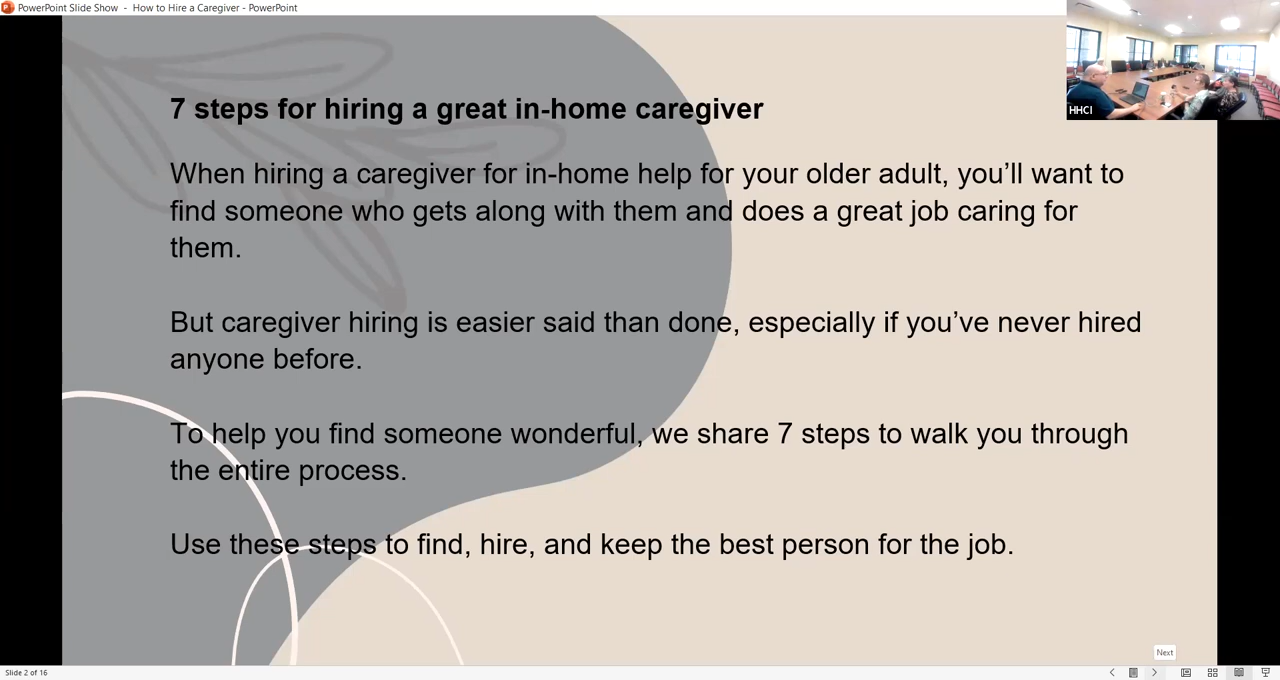 PowerPoint Slide Show - How to Hire a Caregiver - PowerPoint
HHCI
7 steps for hiring a great in-home caregiver
When hiring a caregiver for in-home help for your older adult, you’ll want to
find someone who gets along with them and does a great job caring for
them.
But caregiver hiring is easier said than done, especially if you’ve never hired
anyone before.
To help you find someone wonderful, we share 7 steps to walk you through
the entire process.
Use these steps to find, hire, and keep the best person for the job.
Next
Slide 2 of 16